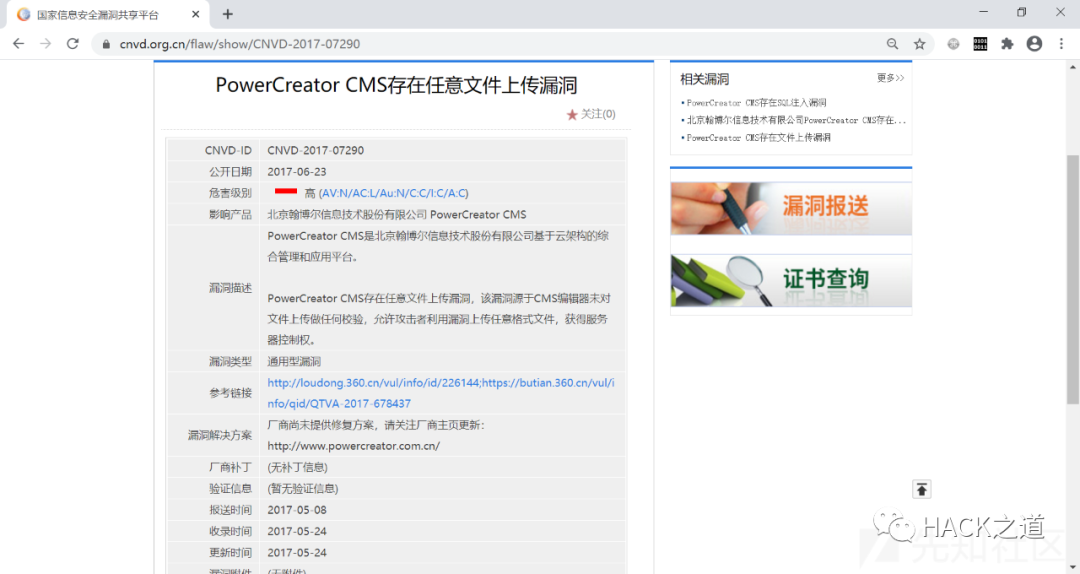 国家信息安全漏洞共享平台
cnvd.org.cn/flaw/show/CNVD-2017-07290
PowerCreator CMS存在任意文件上传漏洞
关注(0)
CNVD-ID CNVD-2017-07290
公开日期 2017-06-23
危害级别 高 (AV:N/AC:L/Au:N/C:C/I:C/A:C)
影响产品 北京翰博尔信息技术股份有限公司 PowerCreator CMS
PowerCreator CMS是北京翰博尔信息技术股份有限公司基于云架构的综
合管理和应用平台。
漏洞描述
PowerCreator CMS存在任意文件上传漏洞，该漏洞源于CMS编辑器未对
文件上传做任何校验，允许攻击者利用漏洞上传任意格式文件，获得服务
器控制权。
漏洞类型 通用型漏洞
参考链接
http://loudong.360.cn/vul/info/id/226144;https://butian.360.cn/vul/i
nfo/qid/QTVA-2017-678437
漏洞解决方案
厂商尚未提供修复方案，请关注厂商主页更新：
http://www.powercreator.com.cn/
厂商补丁 (无补丁信息)
验证信息 (暂无验证信息)
报送时间 2017-05-08
收录时间 2017-05-24
更新时间 2017-05-24
漏洞附件 (无附件)
相关漏洞 更多>>
•PowerCreator CMS存在SQL注入漏洞
•北京翰博尔信息技术有限公司PowerCreator CMS存在...
•PowerCreator CMS存在文件上传漏洞
漏洞报送
证书查询
HACK之道
先知社区